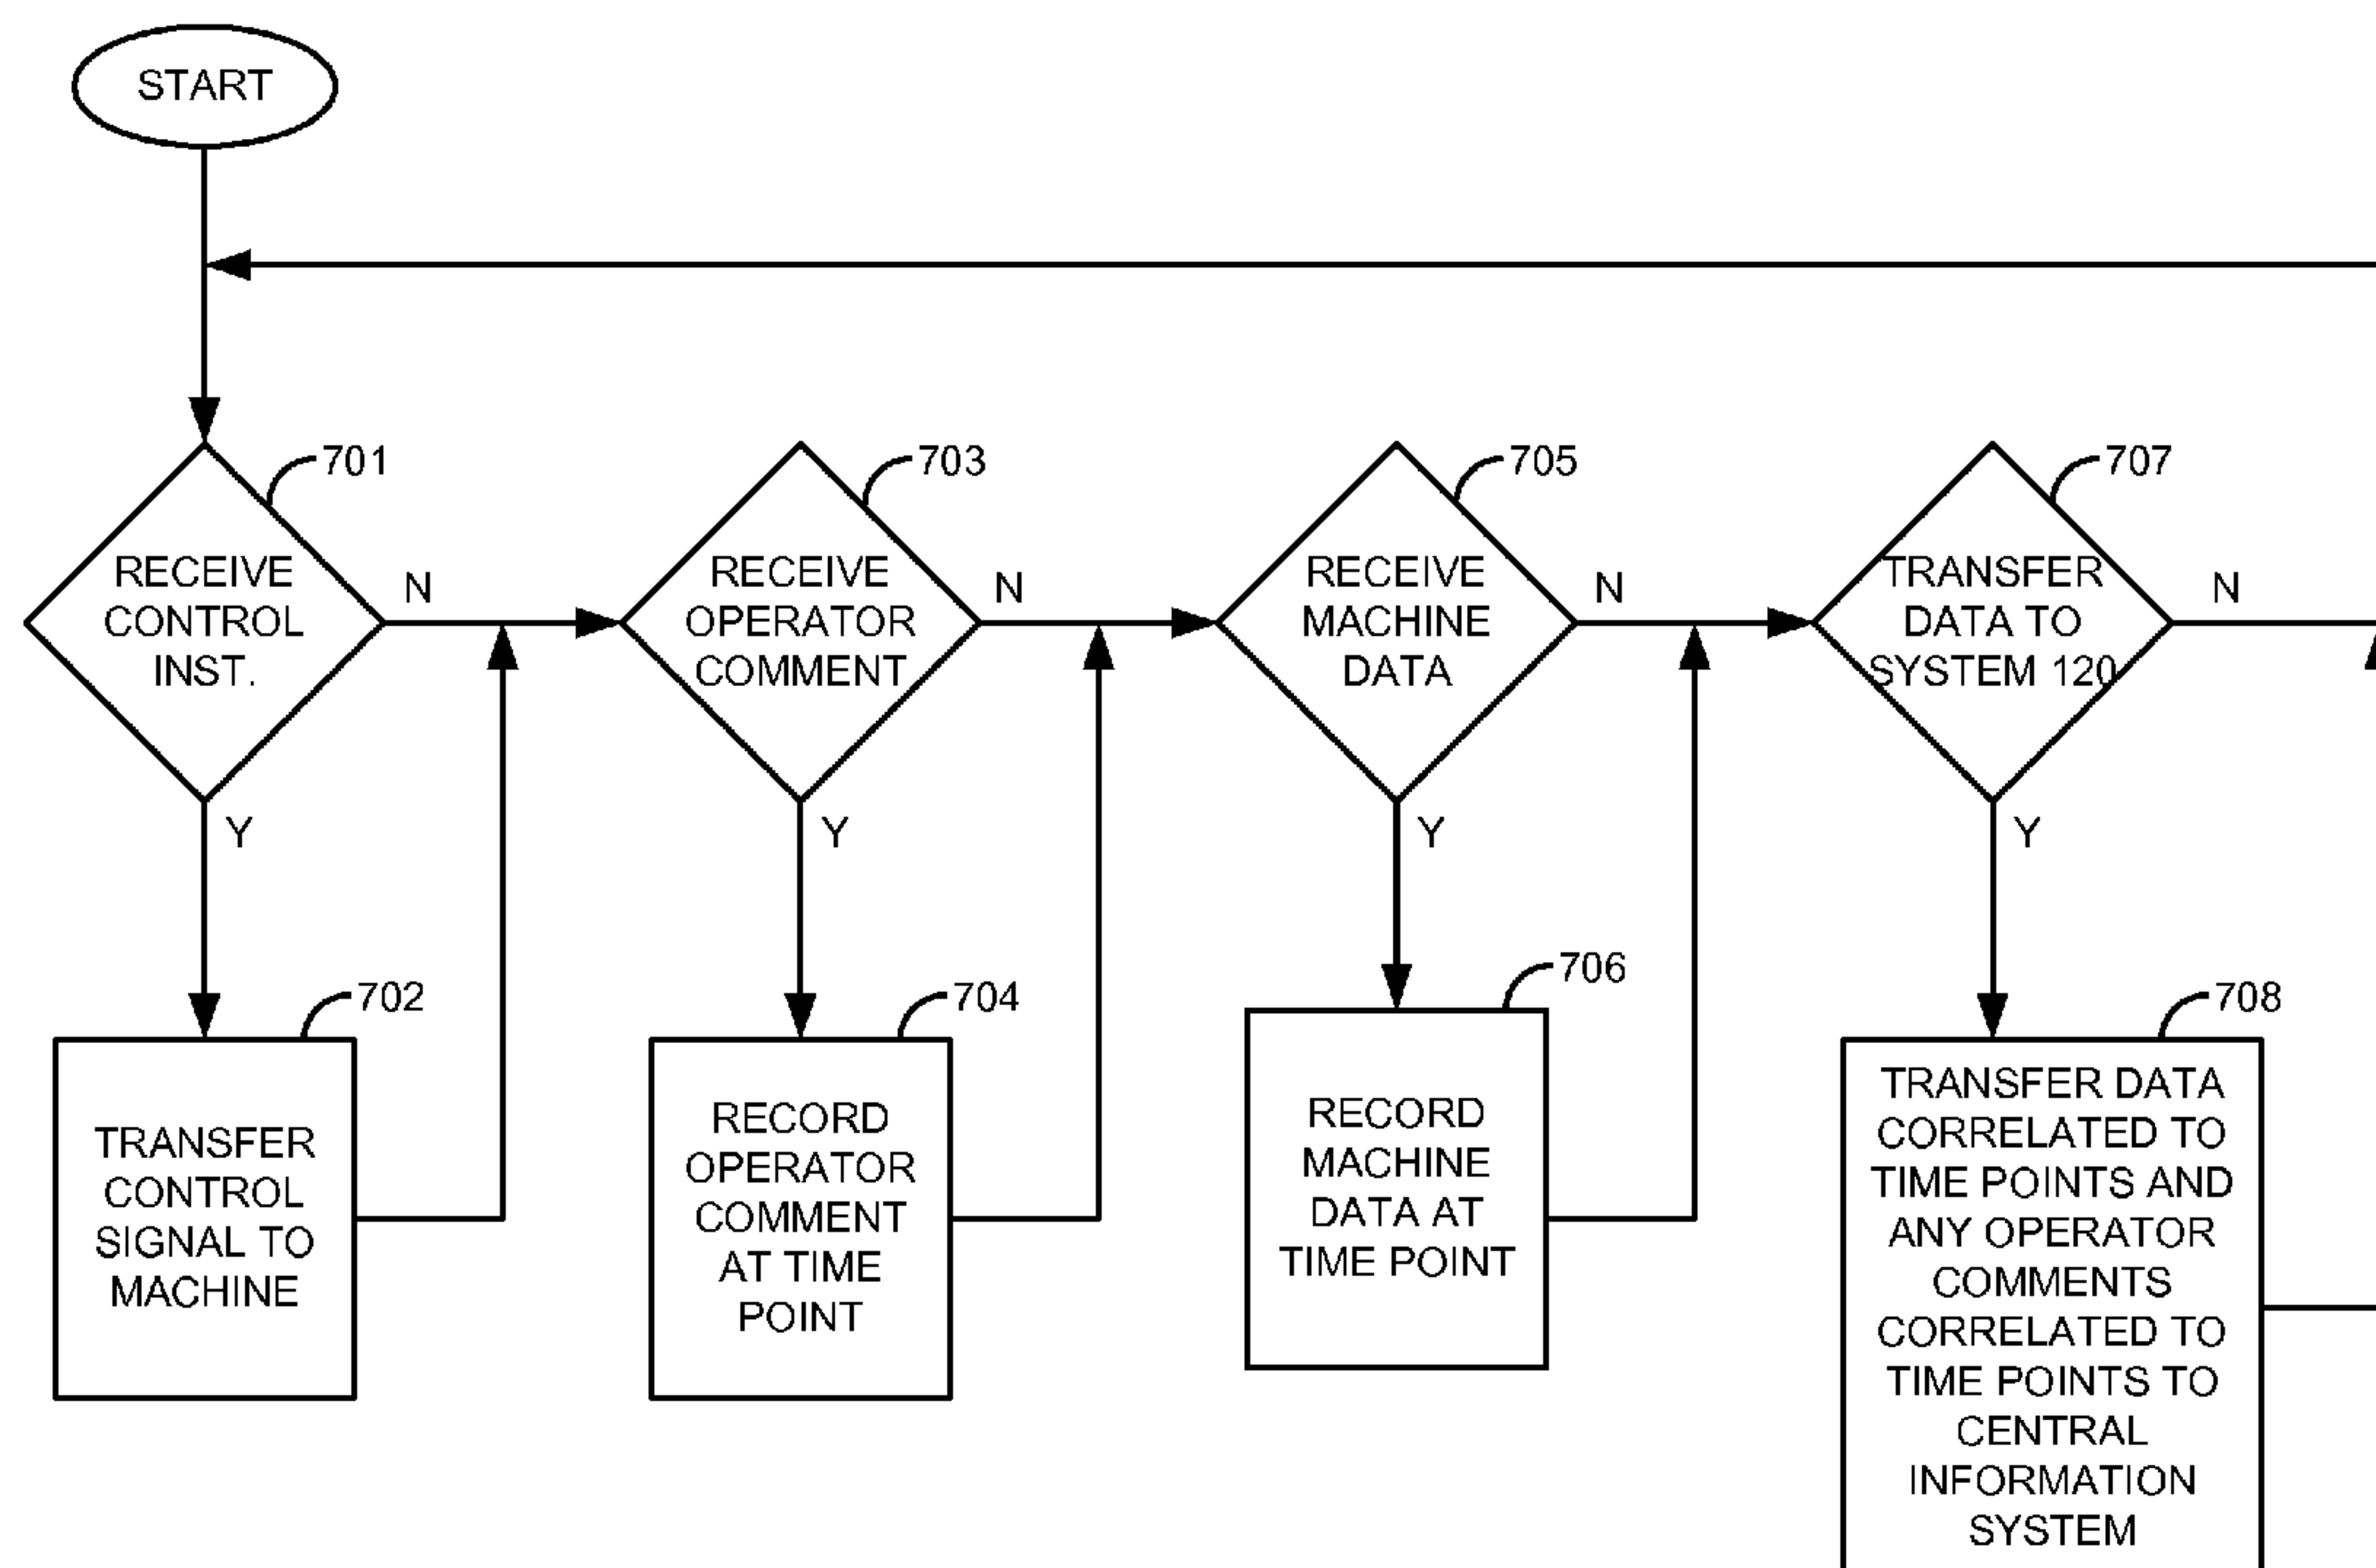 START
701
RECEIVE
CONTROL
INST.
N
Y
702
TRANSFER
CONTROL
SIGNAL TO
MACHINE
703
RECEIVE
OPERATOR
COMMENT
N
Y
704
RECORD
OPERATOR
COMMENT
AT TIME
POINT
705
RECEIVE
MACHINE
DATA
N
Y
706
RECORD
MACHINE
DATA AT
TIME POINT
707
TRANSFER
DATA TO
SYSTEM 120
N
Y
708
TRANSFER DATA
CORRELATED TO
TIME POINTS AND
ANY OPERATOR
COMMENTS
CORRELATED TO
TIME POINTS TO
CENTRAL
INFORMATION
SYSTEM